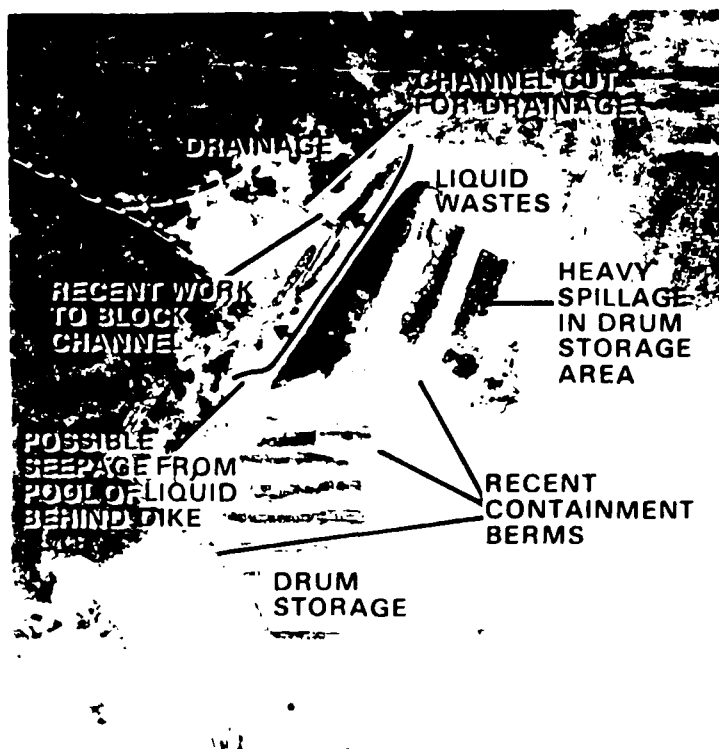 CHANNEL CUT
FOR DRAINAGE
DRAINAGE
LIQUID
WASTES
HEAVY
SPILLAGE
IN DRUM
STORAGE
AREA
RECENT WORK
TO BLOCK
CHANNEL
POSSIBLE
SEEPAGE FROM
POOL OF LIQUID
BEHIND DIKE
RECENT
CONTAINMENT
BERMS
DRUM
STORAGE